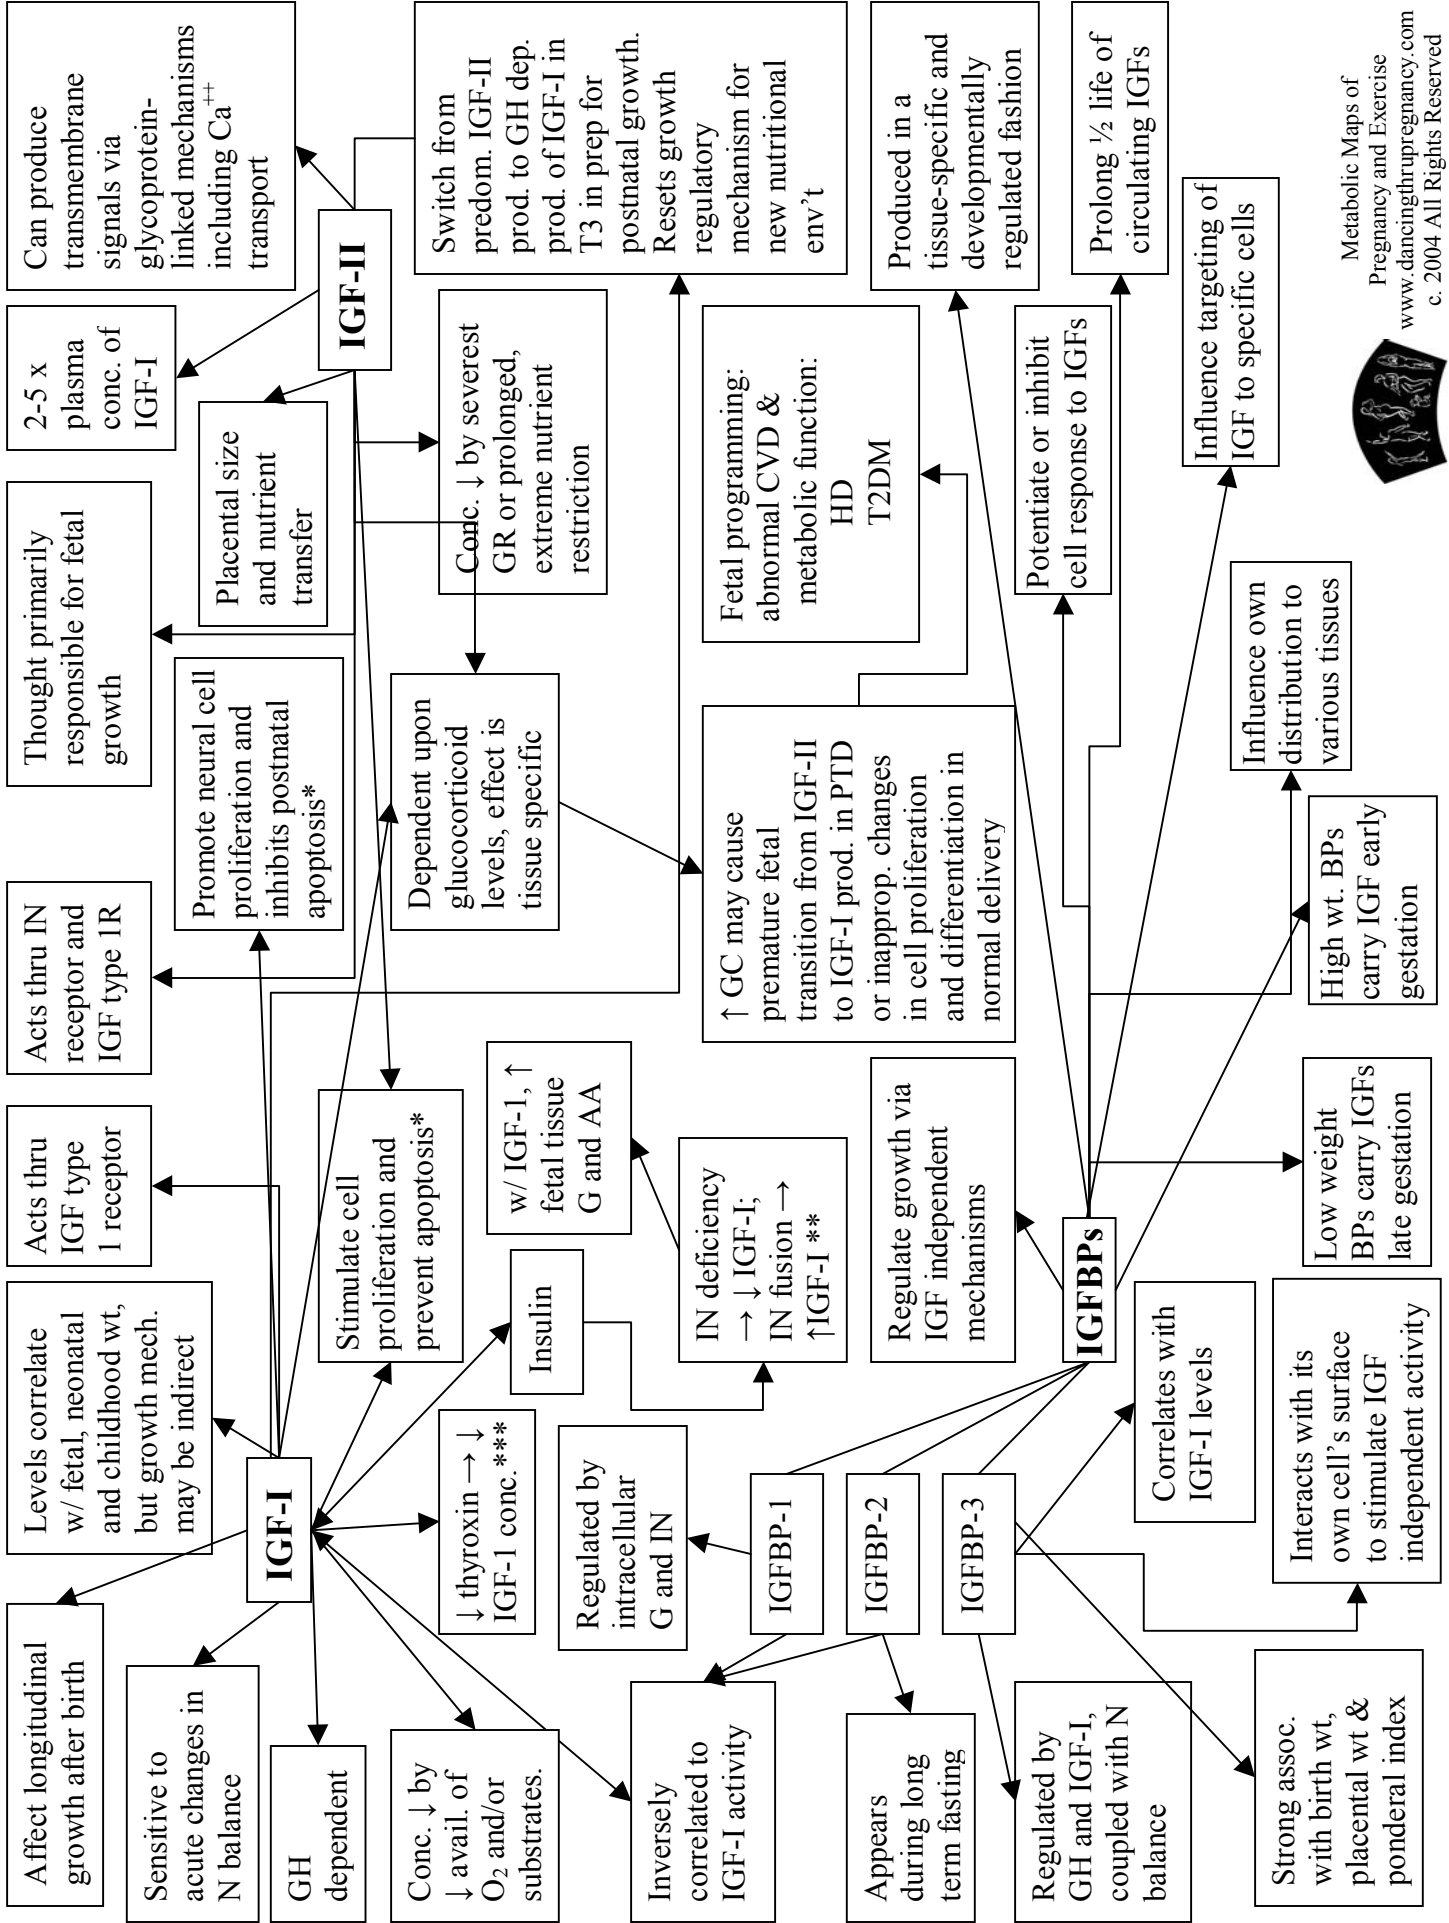 Affect longitudinal
growth after birth
Levels correlate
w/ fetal, neonatal
and childhood wt,
but growth mech.
may be indirect
Acts thru
IGF type
1 receptor
Acts thru IN
receptor and
IGF type 1R
Thought primarily
responsible for fetal
growth
2-5 x
plasma
conc. of
IGF-I
Can produce
transmembrane
signals via
glycoprotein-
linked mechanisms
including Ca⁺⁺
transport
Sensitive to
acute changes in
N balance
IGF-I
Promote neural cell
proliferation and
inhibits postnatal
apoptosis*
Placental size
and nutrient
transfer
IGF-II
GH
dependent
Stimulate cell
proliferation and
prevent apoptosis*
Dependent upon
glucocorticoid
levels, effect is
tissue specific
Conc. ↓ by severest
GR or prolonged,
extreme nutrient
restriction
Switch from
predom. IGF-II
prod. to GH dep.
prod. of IGF-I in
T3 in prep for
postnatal growth.
Resets growth
regulatory
mechanism for
new nutritional
env't
Conc. ↓ by
↓ avail. of
O₂ and/or
substrates.
↓ thyroxin → ↓
IGF-1 conc.***
Insulin
w/ IGF-1, ↑
fetal tissue
G and AA
Regulated by
intracellular
G and IN
IN deficiency
→ ↓ IGF-I;
IN fusion →
↑IGF-I **
↑ GC may cause
premature fetal
transition from IGF-II
to IGF-I prod. in PTD
or inapprop. changes
in cell proliferation
and differentiation in
normal delivery
Fetal programming:
abnormal CVD &
metabolic function:
HD
T2DM
Inversely
correlated to
IGF-I activity
IGFBP-1
IGFBP-2
IGFBP-3
Appears
during long
term fasting
Regulate growth via
IGF independent
mechanisms
Produced in a
tissue-specific and
developmentally
regulated fashion
Regulated by
GH and IGF-I,
coupled with N
balance
IGFBPs
Potentiate or inhibit
cell response to IGFs
Prolong ½ life of
circulating IGFs
Correlates with
IGF-I levels
Influence targeting of
IGF to specific cells
Strong assoc.
with birth wt,
placental wt &
ponderal index
Interacts with its
own cell's surface
to stimulate IGF
independent activity
Low weight
BPs carry IGFs
late gestation
High wt. BPs
carry IGF early
gestation
Influence own
distribution to
various tissues
Metabolic Maps of
Pregnancy and Exercise
www.dancingthrupregnancy.com
c. 2004 All Rights Reserved